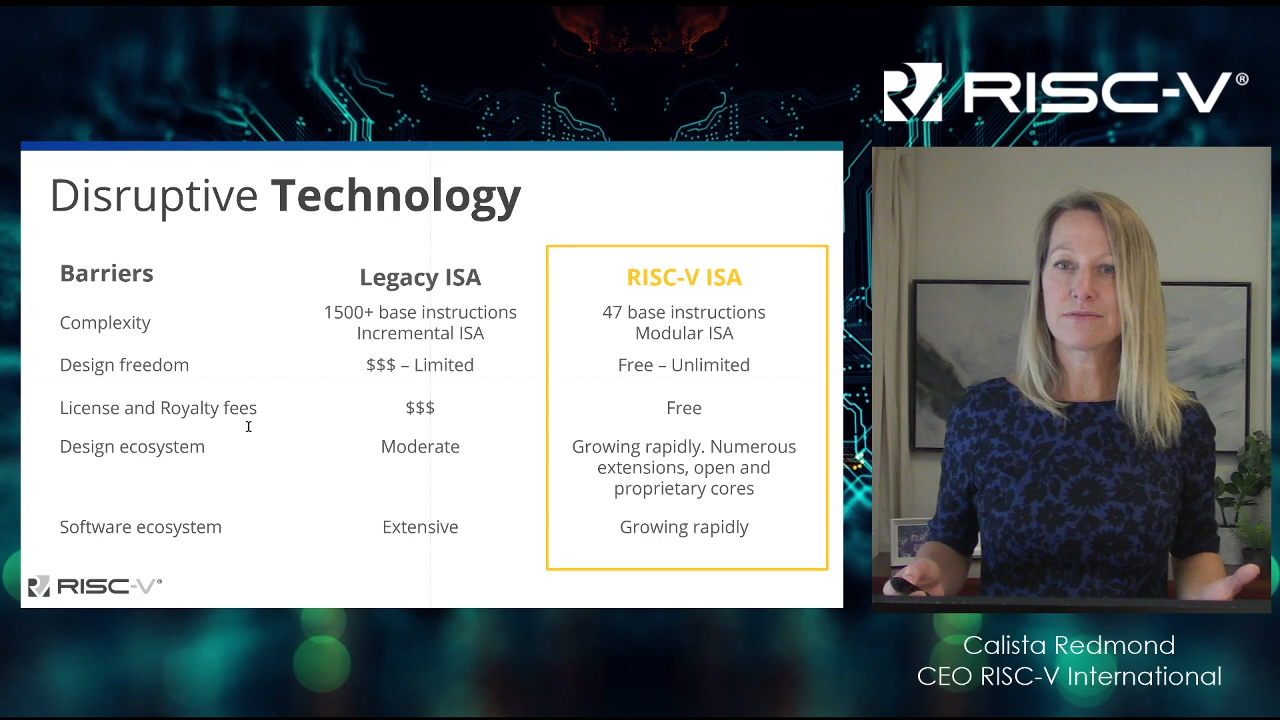 RISC-V®
Disruptive Technology
Barriers
Legacy ISA
RISC-V ISA
Complexity
1500+ base instructions
Incremental ISA
47 base instructions
Modular ISA
Design freedom
$$$ – Limited
Free – Unlimited
License and Royalty fees
$$$
Free
Design ecosystem
Moderate
Growing rapidly. Numerous
extensions, open and
proprietary cores
Software ecosystem
Extensive
Growing rapidly
RISC-V®
Calista Redmond
CEO RISC-V International